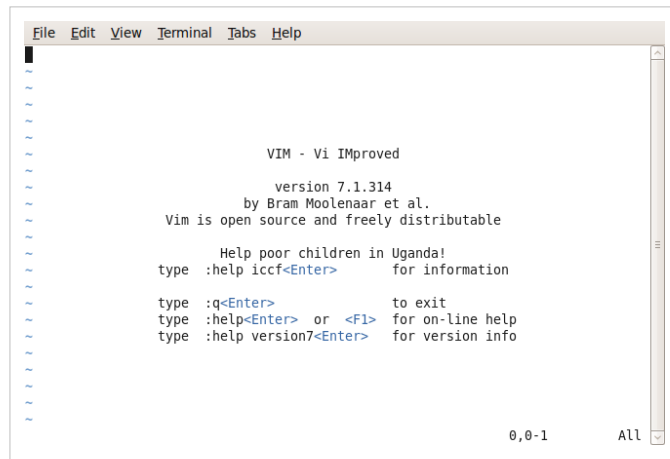 File Edit View Terminal Tabs Help
~
~
~
~
~
~ VIM - Vi IMproved
~
~ version 7.1.314
~ by Bram Moolenaar et al.
~ Vim is open source and freely distributable
~
~ Help poor children in Uganda!
~ type :help iccf<Enter> for information
~
~ type :q<Enter> to exit
~ type :help<Enter> or <F1> for on-line help
~ type :help version7<Enter> for version info
~
~
~
~
~
0,0-1 All